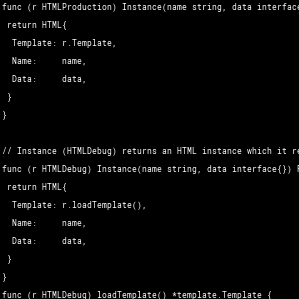 func (r HTMLProduction) Instance(name string, data interface
return HTML{
Template: r.Template,
Name:     name,
Data:     data,
}
}
// Instance (HTMLDebug) returns an HTML instance which it re
func (r HTMLDebug) Instance(name string, data interface{}) R
return HTML{
Template: r.loadTemplate(),
Name:     name,
Data:     data,
}
}
func (r HTMLDebug) loadTemplate() *template.Template {